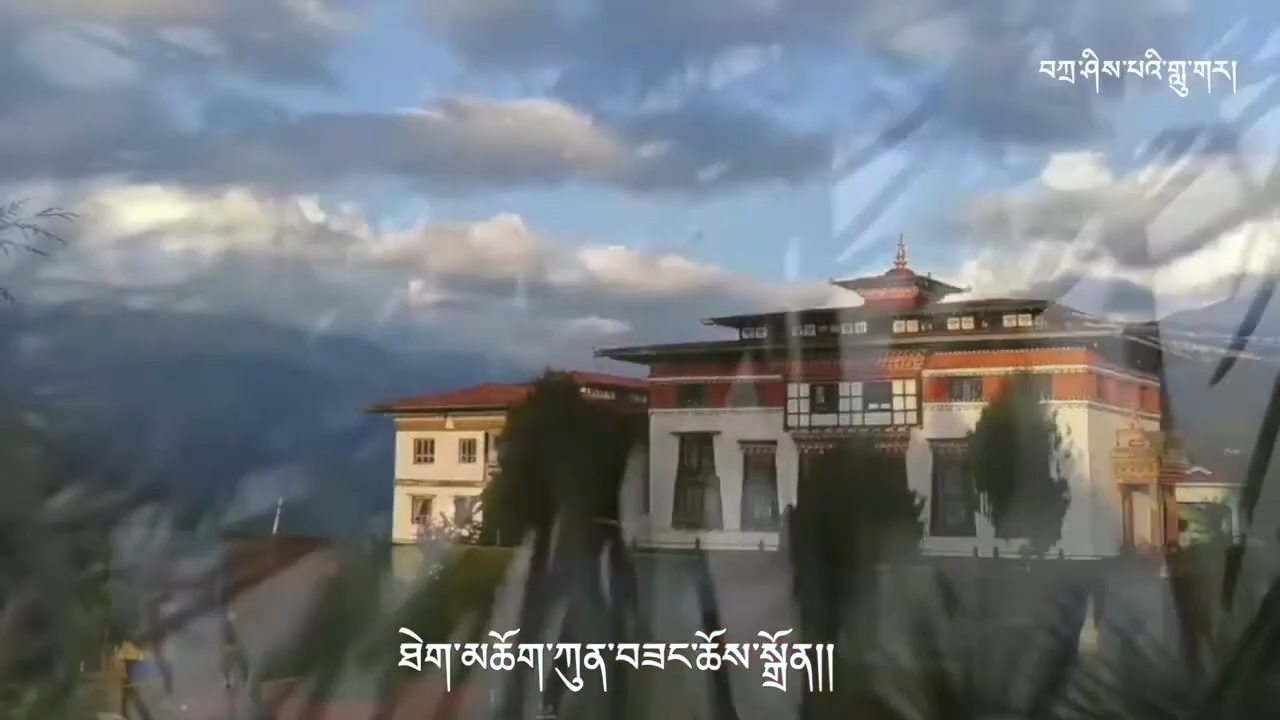 བཀྲ་ཤིས་པའི་གླུ་གར།
ཐེག་མཆོག་ཀུན་བཟང་ཆོས་སྒྲོན།།